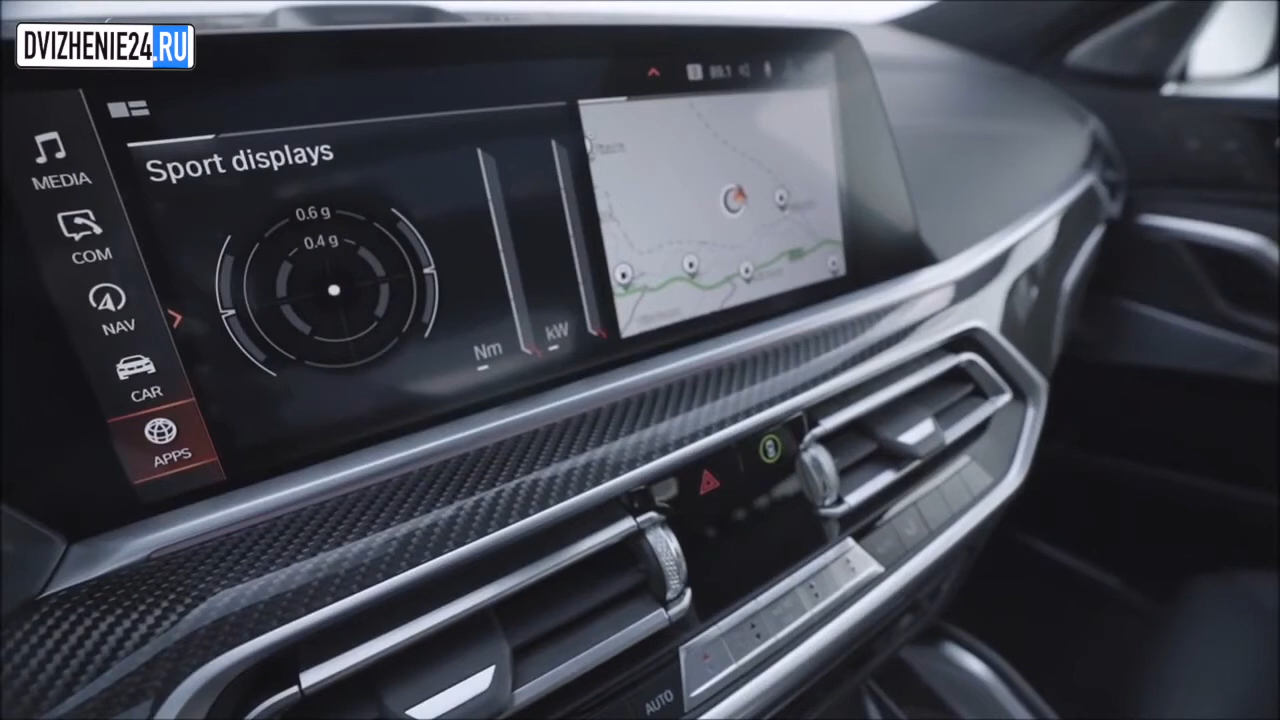 DVIZHENIE24.RU
MEDIA
COM
NAV
CAR
APPS
Sport displays
0.6 g
0.4 g
Nm
kW
AUTO